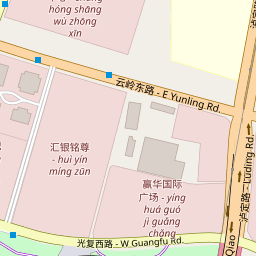 hóng shāng
wù zhōng
xīn
云岭东路 - E.Yunling Rd.
汇银铭尊
- huì yín
míng zūn
赢华国际
广场 - yíng
huá guó
jì guǎng
chǎng
泸定路 - Luding Rd.
光复西路 - W Guangfu Rd.
Qiao